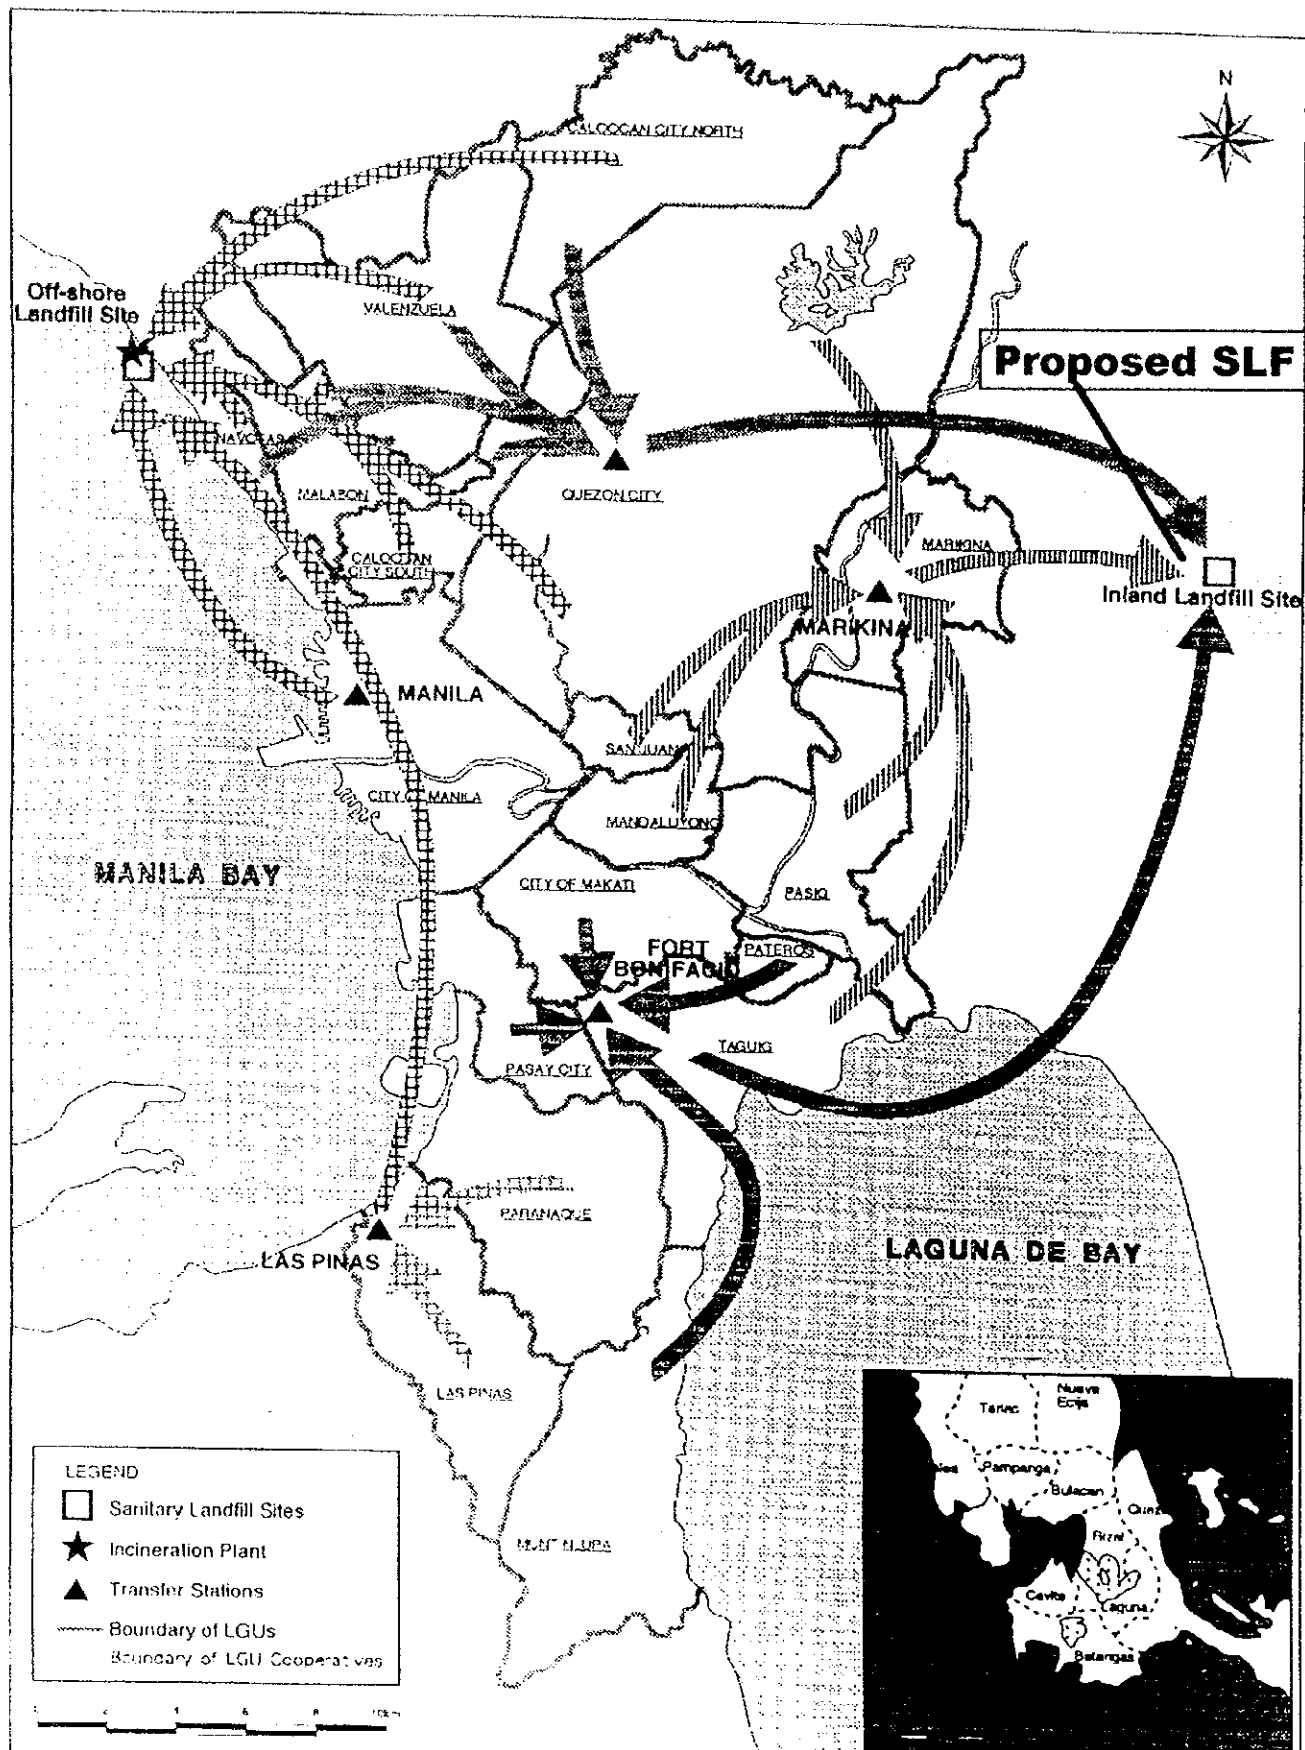 N
CALOOCAN CITY NORTH
Off-shore
Landfill Site
VALENZUELA
Proposed SLF
NAVOTAS
MALABON
QUEZON CITY
CALOOCAN
CITY SOUTH
MARIKINA
Inland Landfill Site
MARIKINA
MANILA
SAN JUAN
CITY OF MANILA
MANDALUYONG
MANILA BAY
CITY OF MAKATI
PASIG
FORT
BONIFACIO
PATEROS
TAGUIG
PASAY CITY
PARANAQUE
LAS PINAS
LAGUNA DE BAY
LAS PINAS
MUNTINLUPA
Tarlac
Nueva
Ecija
Pampanga
Bulacan
Rizal
Cavite
Laguna
Batangas
LEGEND
Sanitary Landfill Sites
Incineration Plant
Transfer Stations
Boundary of LGUs
Boundary of LGU Cooperatives